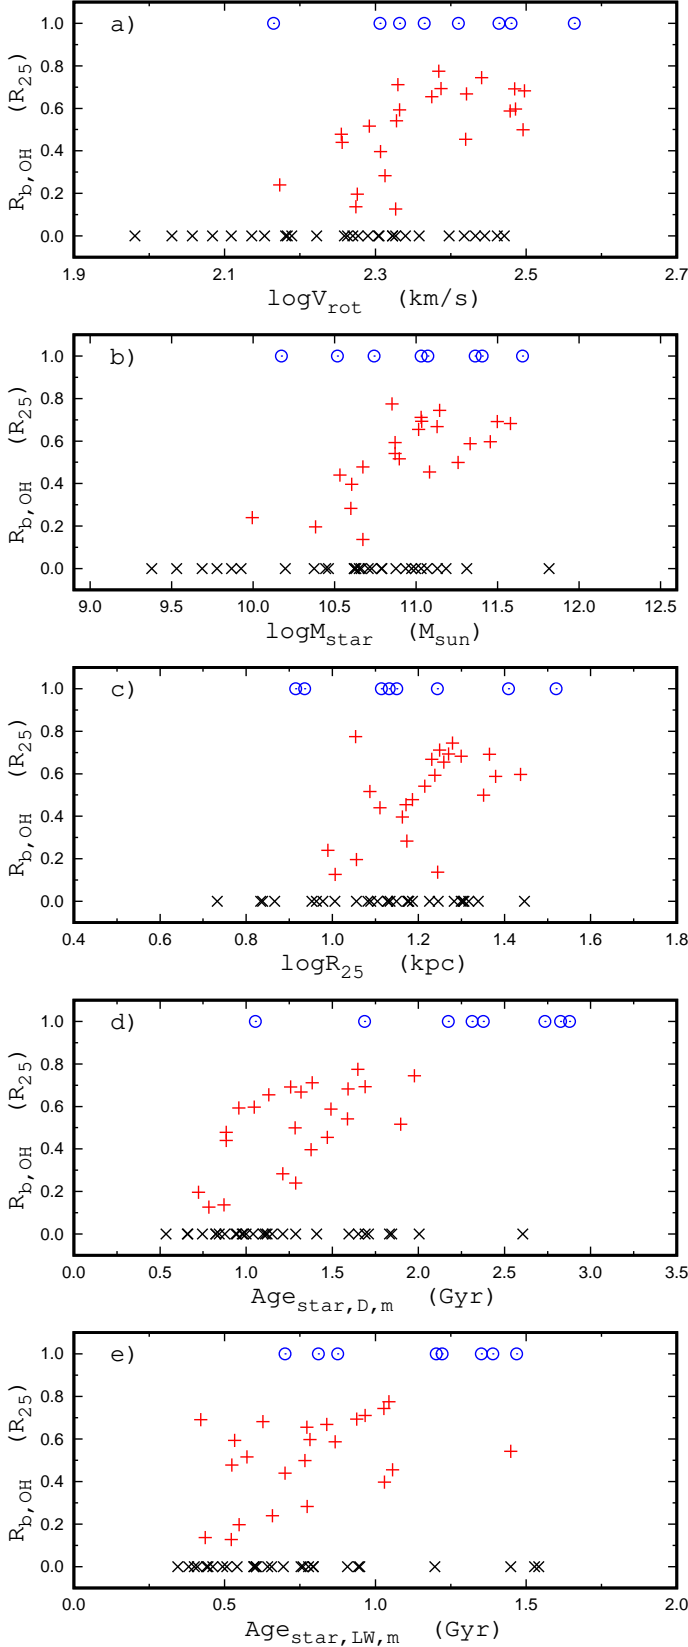 a)
1.0
0.8
0.6
0.4
0.2
0.0
R_b,OH (R_25)
1.9 2.1 2.3 2.5 2.7
logV_rot (km/s)
b)
1.0
0.8
0.6
0.4
0.2
0.0
R_b,OH (R_25)
9.0 9.5 10.0 10.5 11.0 11.5 12.0 12.5
logM_star (M_sun)
c)
1.0
0.8
0.6
0.4
0.2
0.0
R_b,OH (R_25)
0.4 0.6 0.8 1.0 1.2 1.4 1.6 1.8
logR_25 (kpc)
d)
1.0
0.8
0.6
0.4
0.2
0.0
R_b,OH (R_25)
0.0 0.5 1.0 1.5 2.0 2.5 3.0 3.5
Age_star,D,m (Gyr)
e)
1.0
0.8
0.6
0.4
0.2
0.0
R_b,OH (R_25)
0.0 0.5 1.0 1.5 2.0
Age_star,LW,m (Gyr)